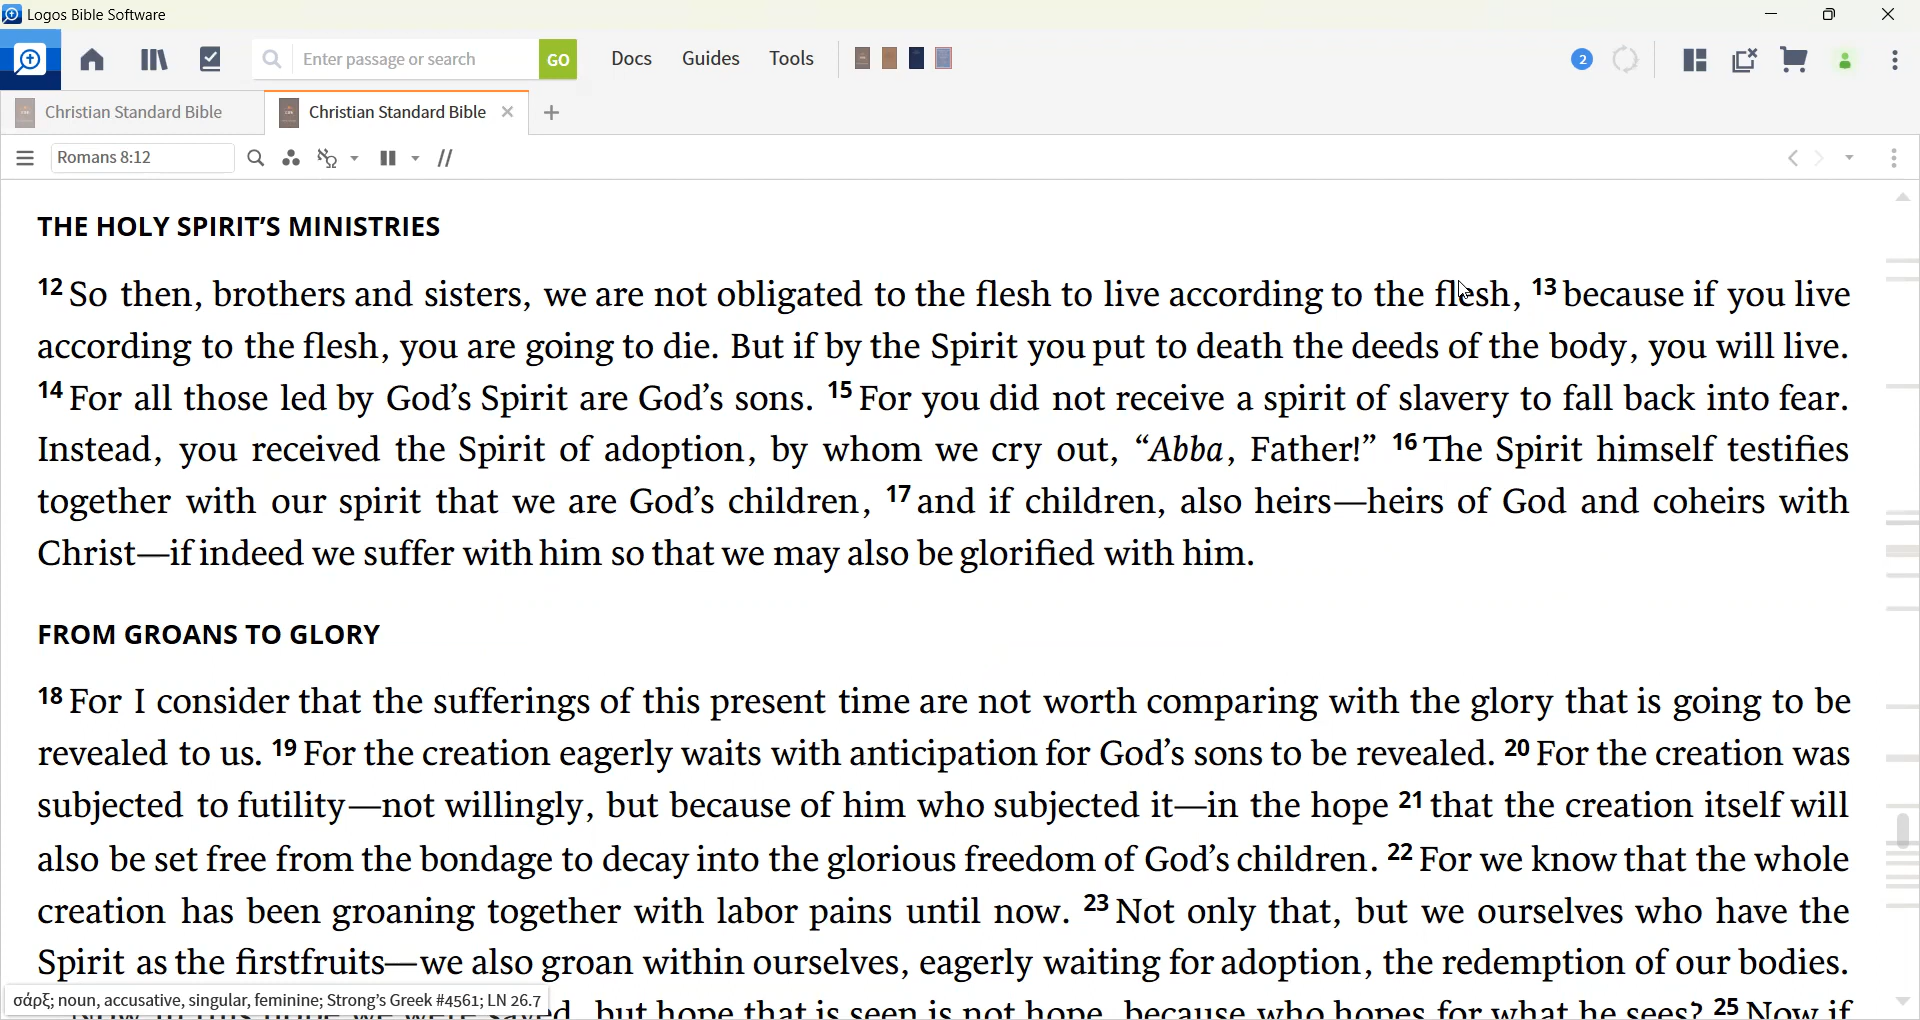 Logos Bible Software
Enter passage or search GO Docs Guides Tools 2
Christian Standard Bible Christian Standard Bible
Romans 8:12
THE HOLY SPIRIT’S MINISTRIES
12 So then, brothers and sisters, we are not obligated to the flesh to live according to the flesh, 13 because if you live
according to the flesh, you are going to die. But if by the Spirit you put to death the deeds of the body, you will live.
14 For all those led by God’s Spirit are God’s sons. 15 For you did not receive a spirit of slavery to fall back into fear.
Instead, you received the Spirit of adoption, by whom we cry out, “Abba, Father!” 16 The Spirit himself testifies
together with our spirit that we are God’s children, 17 and if children, also heirs—heirs of God and coheirs with
Christ—if indeed we suffer with him so that we may also be glorified with him.
FROM GROANS TO GLORY
18 For I consider that the sufferings of this present time are not worth comparing with the glory that is going to be
revealed to us. 19 For the creation eagerly waits with anticipation for God’s sons to be revealed. 20 For the creation was
subjected to futility—not willingly, but because of him who subjected it—in the hope 21 that the creation itself will
also be set free from the bondage to decay into the glorious freedom of God’s children. 22 For we know that the whole
creation has been groaning together with labor pains until now. 23 Not only that, but we ourselves who have the
Spirit as the firstfruits—we also groan within ourselves, eagerly waiting for adoption, the redemption of our bodies.
σάρξ; noun, accusative, singular, feminine; Strong’s Greek #4561; LN 26.7
but hope that is seen is not hope, because who hopes for what he sees? 25 Now if